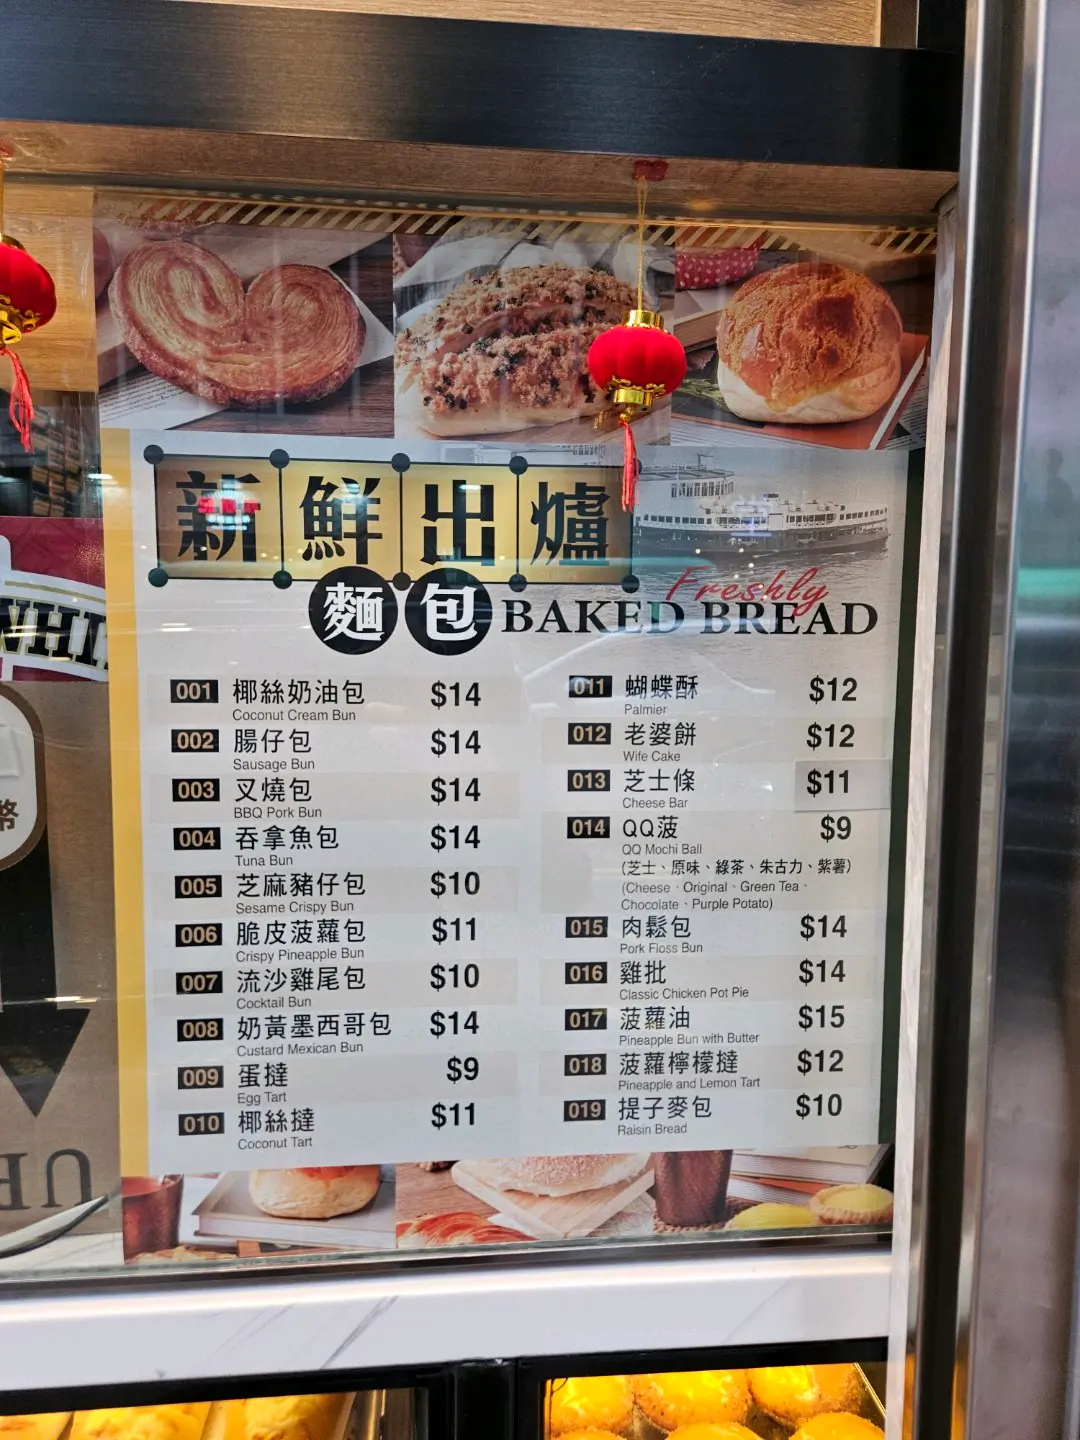 新鮮出爐
麵包
Freshly
BAKED BREAD
001 椰絲奶油包 $14
Coconut Cream Bun
002 腸仔包 $14
Sausage Bun
003 叉燒包 $14
BBQ Pork Bun
004 吞拿魚包 $14
Tuna Bun
005 芝麻豬仔包 $10
Sesame Crispy Bun
006 脆皮菠蘿包 $11
Crispy Pineapple Bun
007 流沙雞尾包 $10
Cocktail Bun
008 奶黃墨西哥包 $14
Custard Mexican Bun
009 蛋撻 $9
Egg Tart
010 椰絲撻 $11
Coconut Tart
011 蝴蝶酥 $12
Palmier
012 老婆餅 $12
Wife Cake
013 芝士條 $11
Cheese Bar
014 QQ菠 $9
QQ Mochi Ball
(芝士、原味、綠茶、朱古力、紫薯)
(Cheese、Original、Green Tea、
Chocolate、Purple Potato)
015 肉鬆包 $14
Pork Floss Bun
016 雞批 $14
Classic Chicken Pot Pie
017 菠蘿油 $15
Pineapple Bun with Butter
018 菠蘿檸檬撻 $12
Pineapple and Lemon Tart
019 提子麥包 $10
Raisin Bread
幣